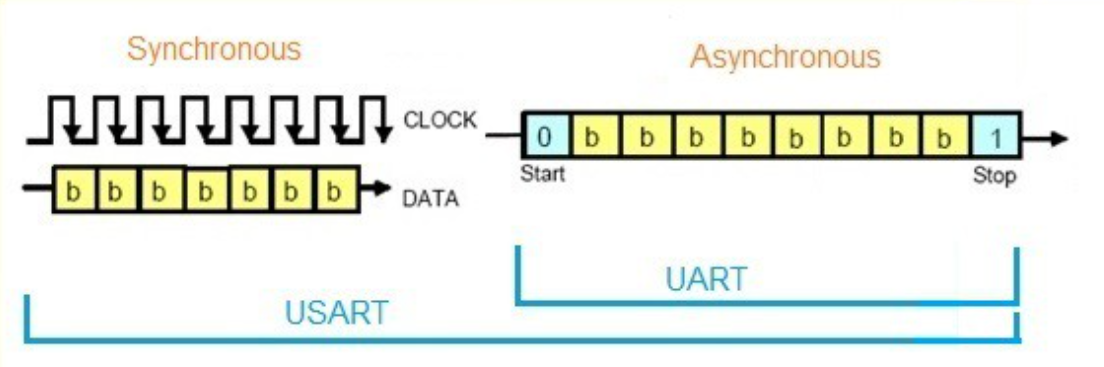 Synchronous
Asynchronous
CLOCK
0 b b b b b b b b 1
Start
Stop
b b b b b b b
DATA
UART
USART